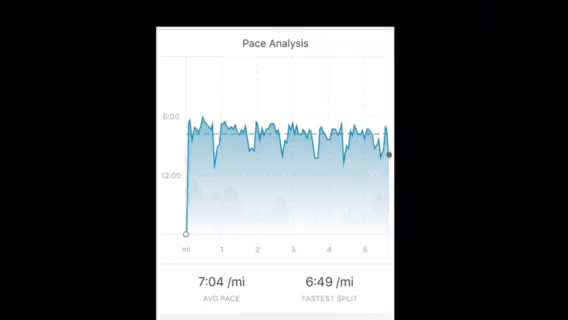 Pace Analysis
6:00
12:00
mi 1 2 3 4 5
7:04 /mi 6:49 /mi
AVG PACE FASTEST SPLIT